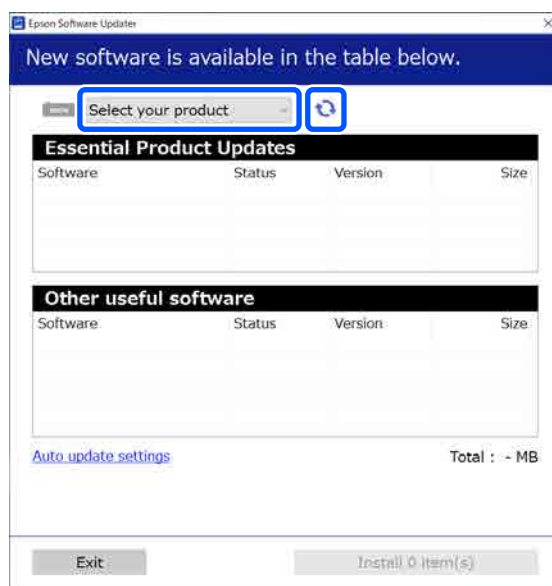 Epson Software Updater
New software is available in the table below.
Select your product
Essential Product Updates
Software Status Version Size
Other useful software
Software Status Version Size
Auto update settings Total : - MB
Exit Install 0 item(s)